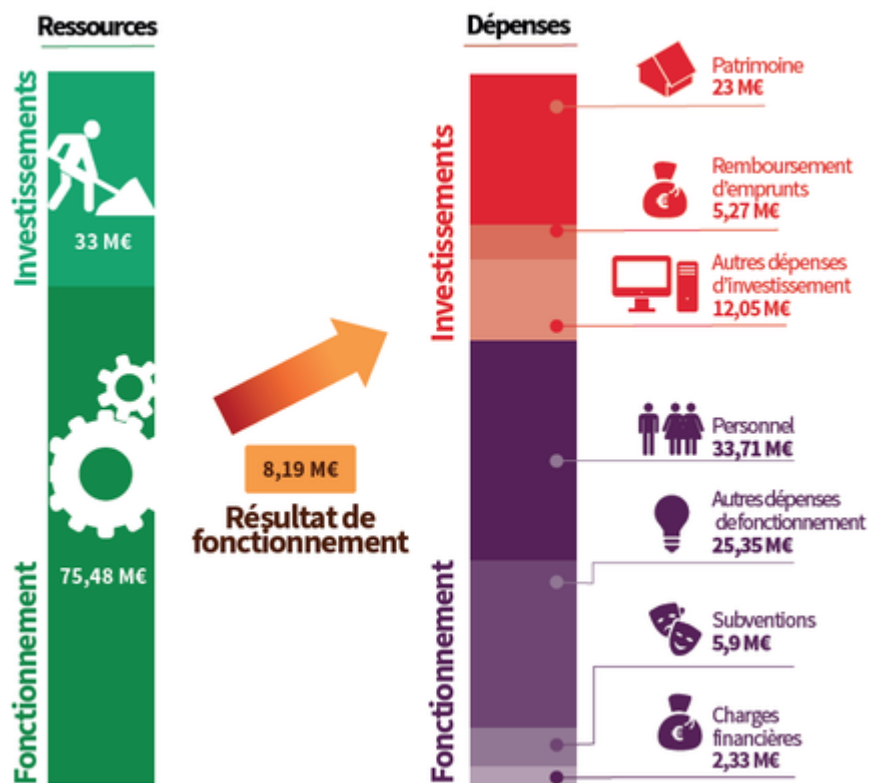 Ressources
Investissements
33 M€
Fonctionnement
75,48 M€
8,19 M€
Résultat de
fonctionnement
Dépenses
Investissements
Patrimoine
23 M€
Remboursement
d'emprunts
5,27 M€
Autres dépenses
d'investissement
12,05 M€
Fonctionnement
Personnel
33,71 M€
Autres dépenses
de fonctionnement
25,35 M€
Subventions
5,9 M€
Charges
financières
2,33 M€